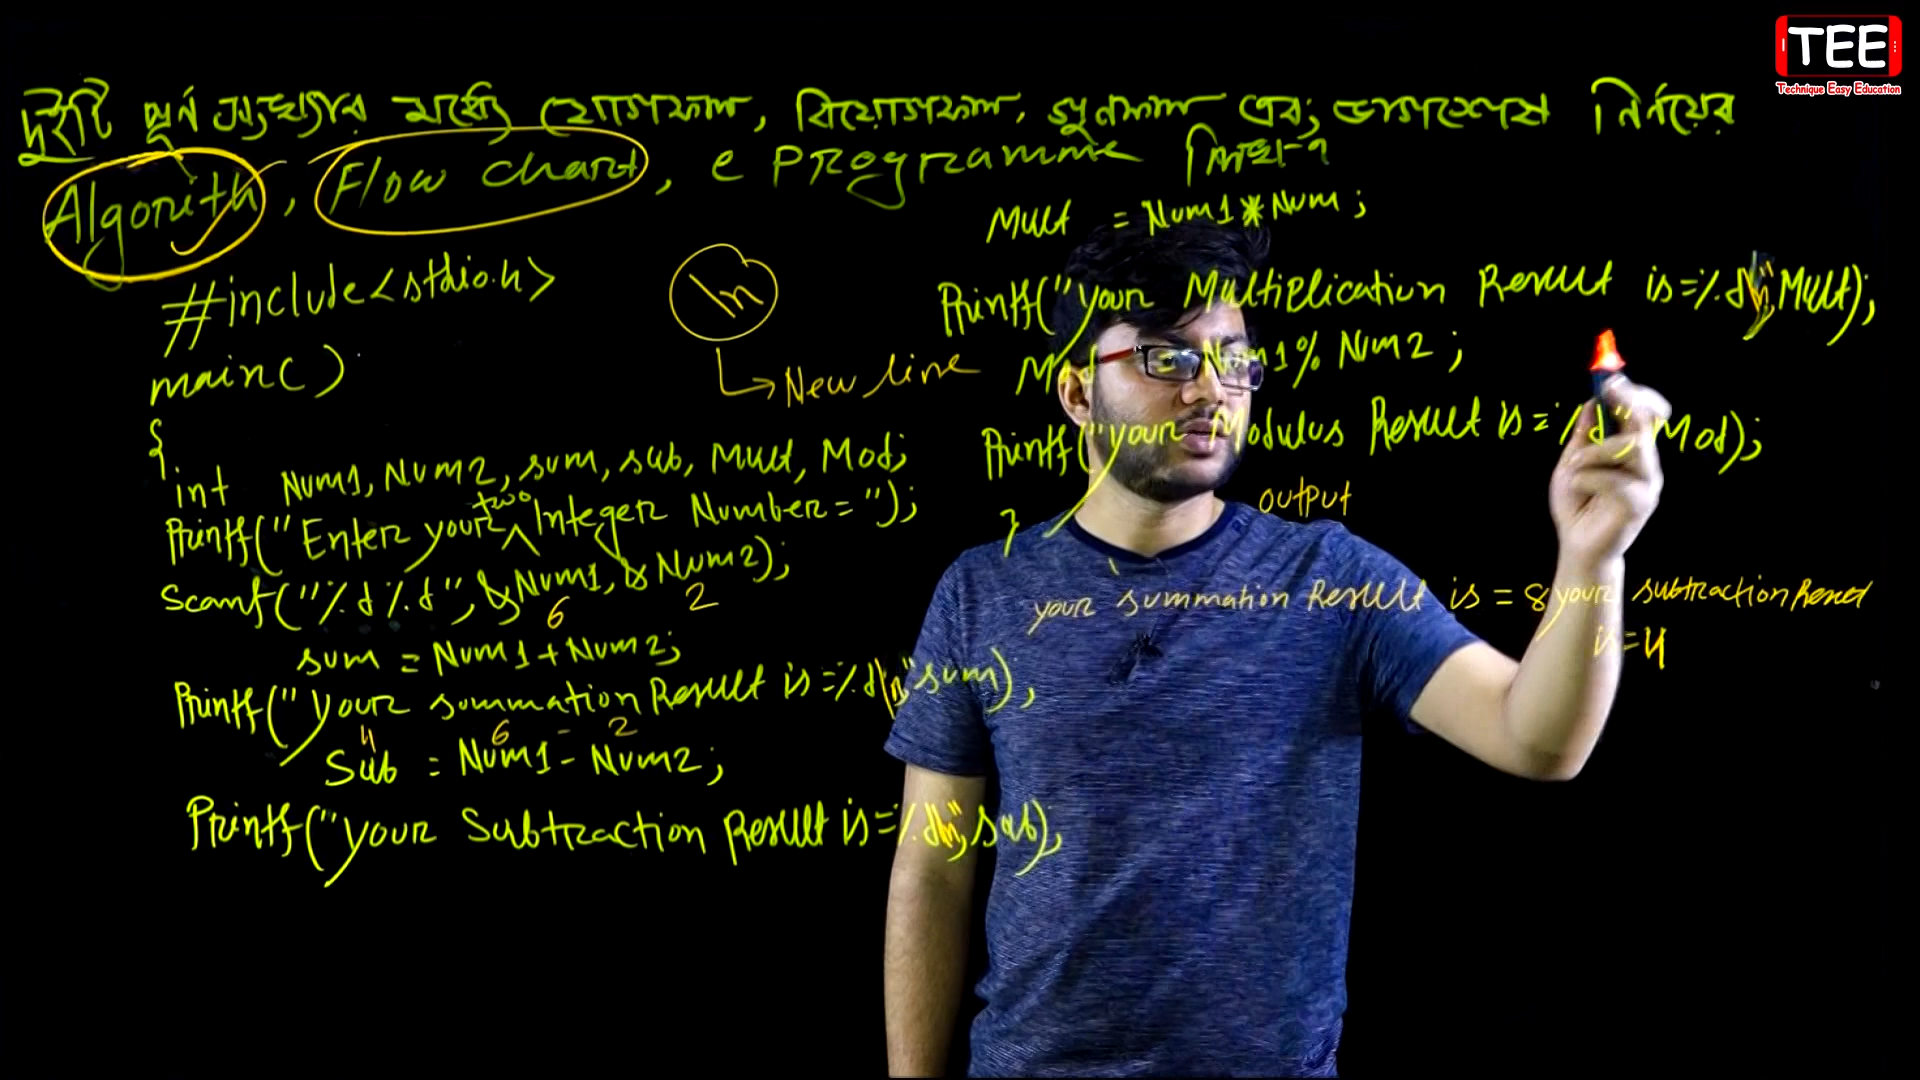 TEE
Technique Easy Education
দুইটি পূর্ন সংখ্যার মধ্যে যোগফল, বিয়োগফল, গুনফল এবং ভাগশেষ নির্ণয়ের
Algorith, Flow chart, e Programme লিখ।
#include<stdio.h>
main()
{
int Num1, Num2, sum, sub, Mult, Mod;
Printf("Enter your two Integer Number=");
Scanf("%d%d", &Num1, &Num2);
6 2
sum = Num1+Num2;
Printf("your summation Result is=%d\n",sum);
4 6 - 2
Sub = Num1-Num2;
Printf("your Subtraction Result is=%d\n",sub);
\n
New line
Mult = Num1*Num;
Printf("your Multiplication Result is=%d\n",Mult);
Mod = Num1%Num2;
Printf("your Modulus Result is=%d",Mod);
}
output
your summation Result is = 8 your subtraction Result
is=4